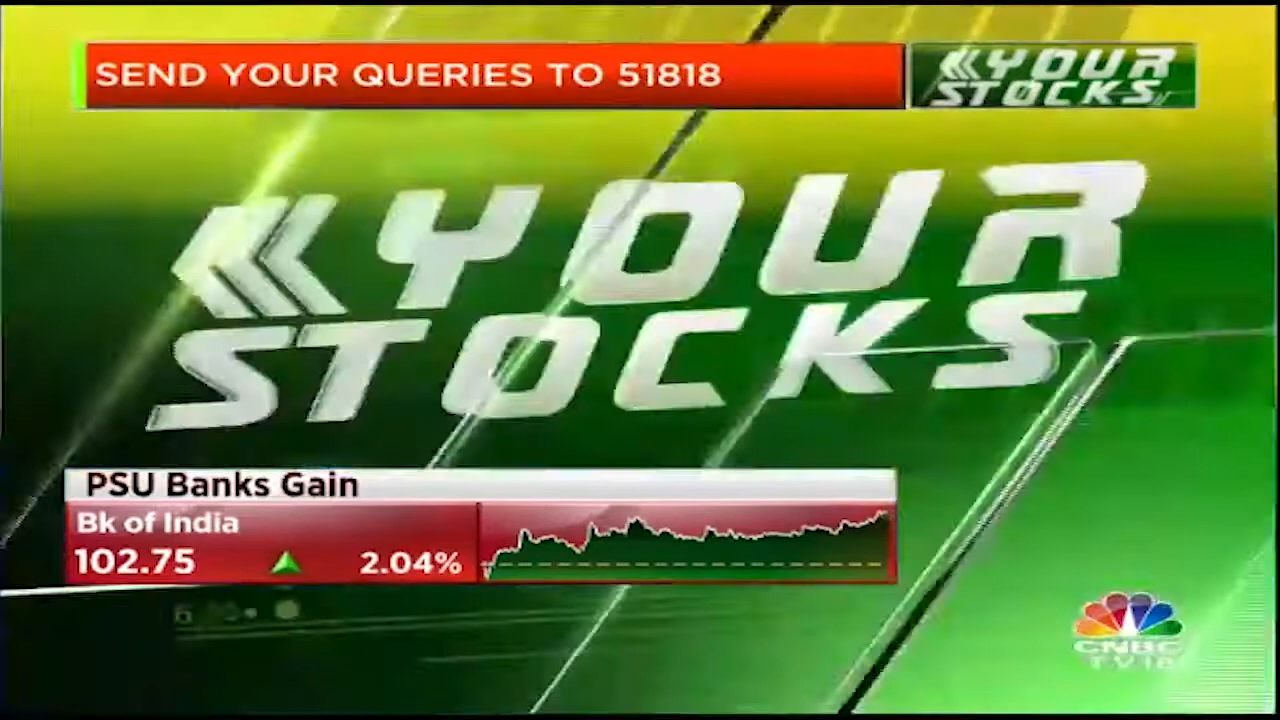 SEND YOUR QUERIES TO 51818
YOUR
STOCKS
YOUR
STOCKS
PSU Banks Gain
Bk of India
102.75 2.04%
CNBC
TV18